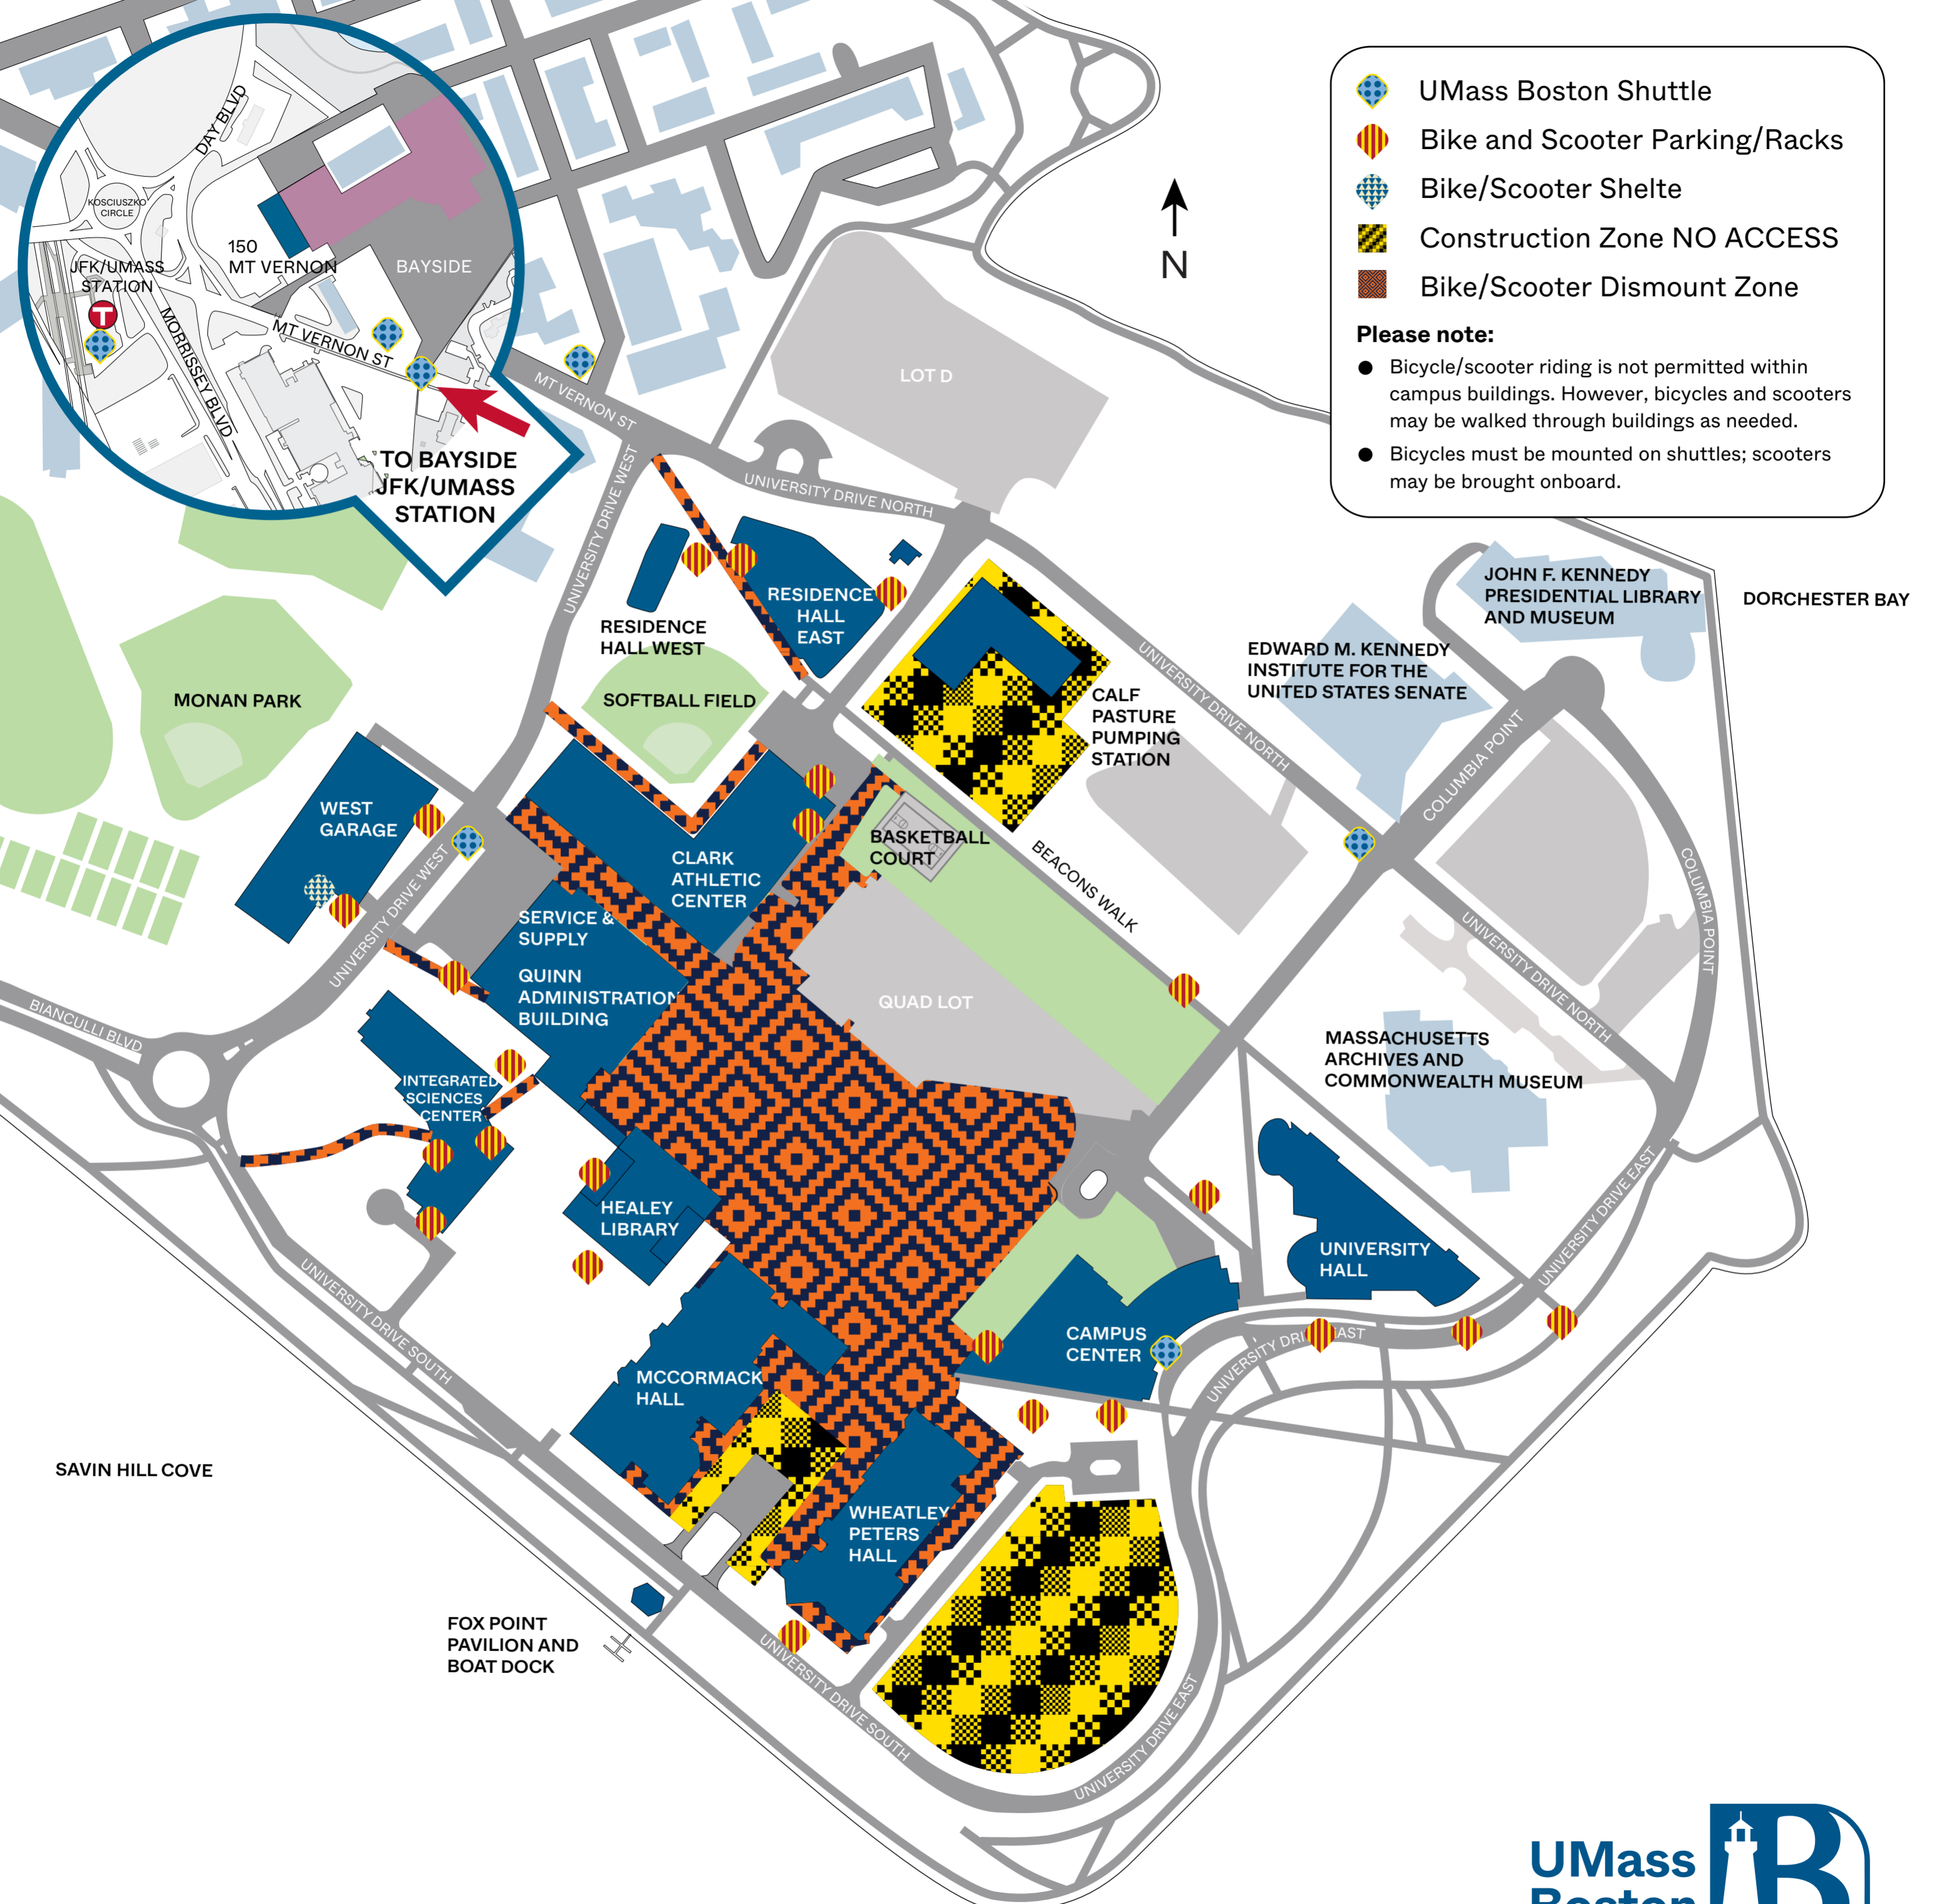 DAY BLVD
KOSCIUSZKO
CIRCLE
150
MT VERNON
JFK/UMASS
STATION
T
BAYSIDE
MORRISSEY BLVD
MT VERNON ST
TO BAYSIDE
JFK/UMASS
STATION
UMass Boston Shuttle
Bike and Scooter Parking/Racks
Bike/Scooter Shelte
Construction Zone NO ACCESS
Bike/Scooter Dismount Zone
Please note:
● Bicycle/scooter riding is not permitted within
campus buildings. However, bicycles and scooters
may be walked through buildings as needed.
● Bicycles must be mounted on shuttles; scooters
may be brought onboard.
N
LOT D
MT VERNON ST
UNIVERSITY DRIVE WEST
UNIVERSITY DRIVE NORTH
RESIDENCE
HALL
EAST
RESIDENCE
HALL WEST
SOFTBALL FIELD
MONAN PARK
JOHN F. KENNEDY
PRESIDENTIAL LIBRARY
AND MUSEUM
DORCHESTER BAY
EDWARD M. KENNEDY
INSTITUTE FOR THE
UNITED STATES SENATE
UNIVERSITY DRIVE NORTH
CALF
PASTURE
PUMPING
STATION
COLUMBIA POINT
COLUMBIA POINT
WEST
GARAGE
CLARK
ATHLETIC
CENTER
BASKETBALL
COURT
BEACONS WALK
UNIVERSITY DRIVE WEST
SERVICE &
SUPPLY
QUINN
ADMINISTRATION
BUILDING
QUAD LOT
UNIVERSITY DRIVE NORTH
BIANCULLI BLVD
MASSACHUSETTS
ARCHIVES AND
COMMONWEALTH MUSEUM
INTEGRATED
SCIENCES
CENTER
HEALEY
LIBRARY
UNIVERSITY
HALL
UNIVERSITY DRIVE EAST
UNIVERSITY DRIVE SOUTH
CAMPUS
CENTER
UNIVERSITY DRIVE EAST
MCCORMACK
HALL
SAVIN HILL COVE
WHEATLEY
PETERS
HALL
FOX POINT
PAVILION AND
BOAT DOCK
UNIVERSITY DRIVE SOUTH
UNIVERSITY DRIVE EAST
UMass
Boston
B